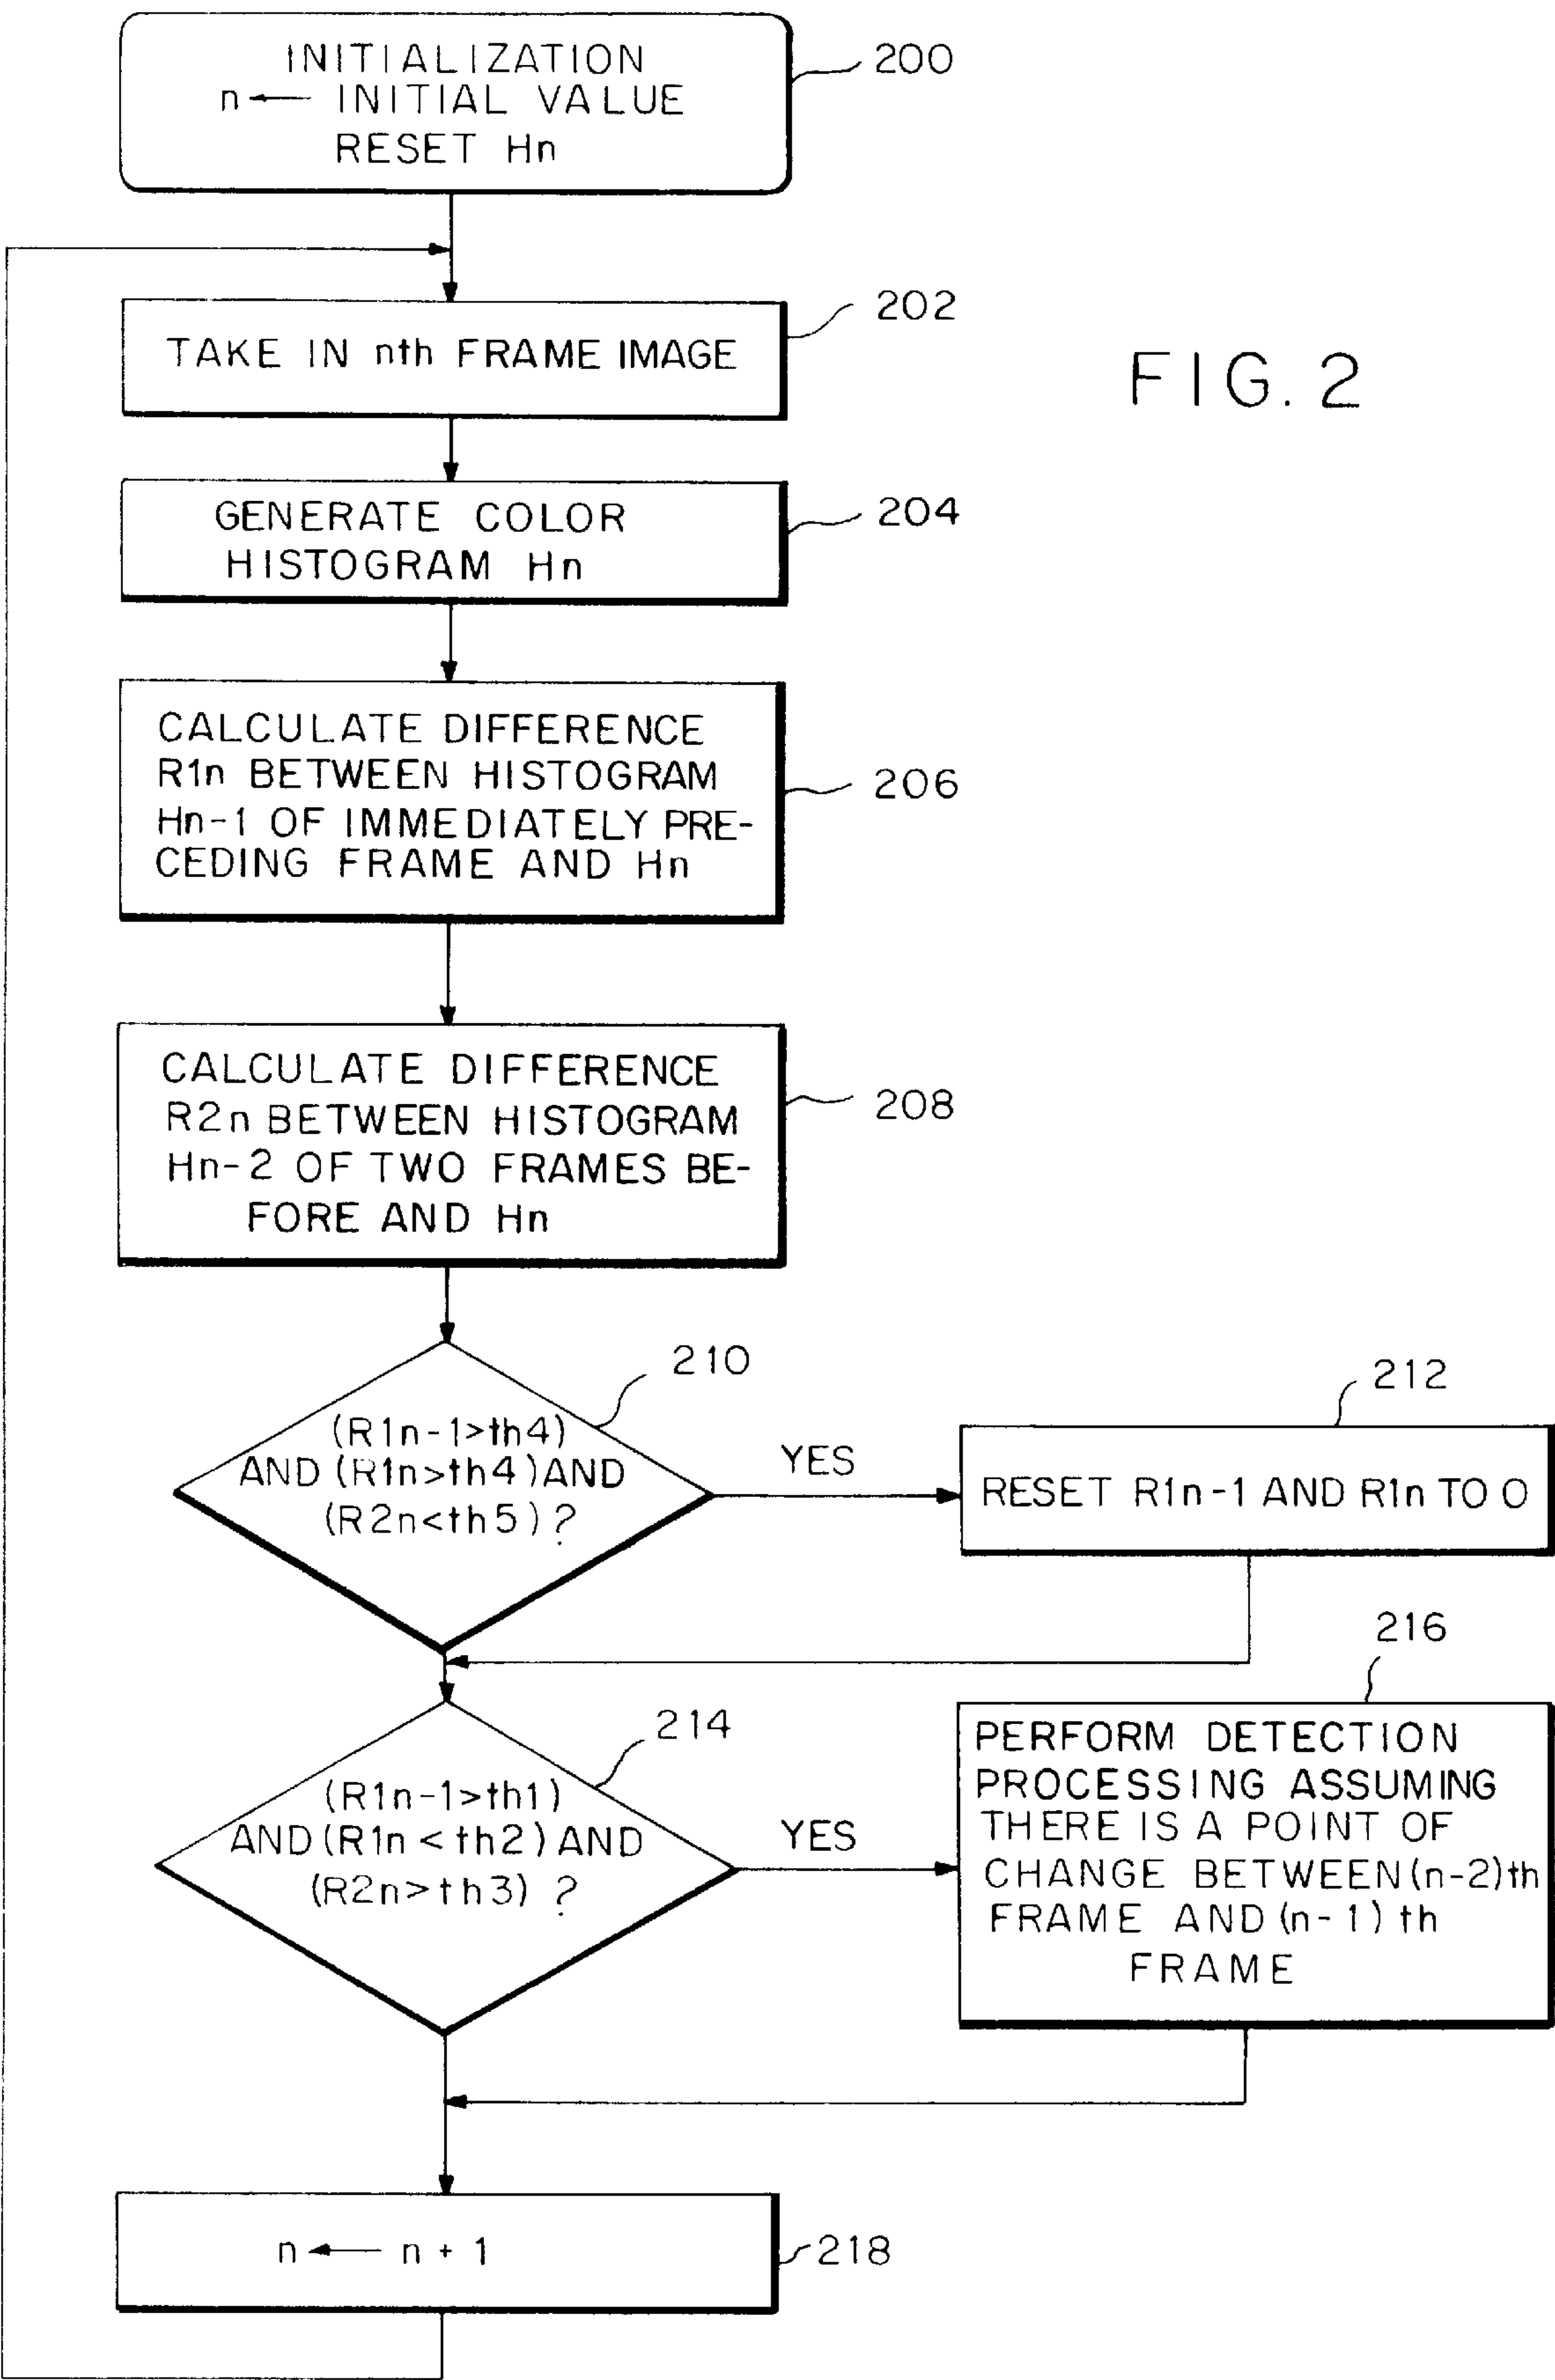 INITIALIZATION
n ← INITIAL VALUE
RESET Hn
200
TAKE IN nth FRAME IMAGE
202
FIG. 2
GENERATE COLOR
HISTOGRAM Hn
204
CALCULATE DIFFERENCE
R1n BETWEEN HISTOGRAM
Hn-1 OF IMMEDIATELY PRE-
CEDING FRAME AND Hn
206
CALCULATE DIFFERENCE
R2n BETWEEN HISTOGRAM
Hn-2 OF TWO FRAMES BE-
FORE AND Hn
208
210
(R1n-1>th4)
AND (R1n>th4) AND
(R2n<th5) ?
YES
212
RESET R1n-1 AND R1n TO 0
214
(R1n-1>th1)
AND (R1n<th2) AND
(R2n>th3) ?
YES
216
PERFORM DETECTION
PROCESSING ASSUMING
THERE IS A POINT OF
CHANGE BETWEEN (n-2)th
FRAME AND (n-1)th
FRAME
n ← n + 1
218